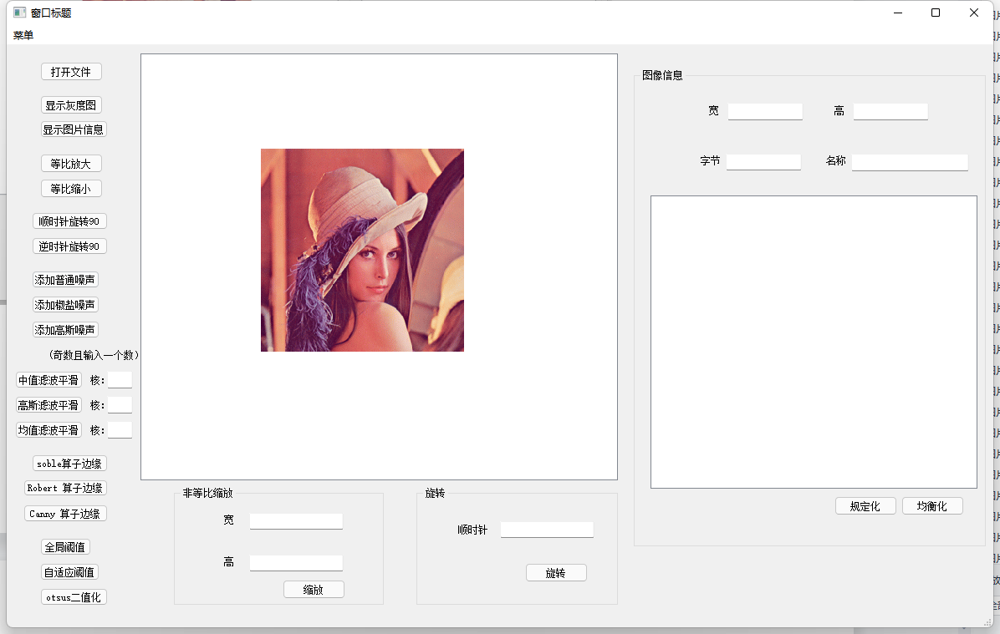 窗口标题
菜单
打开文件
显示灰度图
显示图片信息
等比放大
等比缩小
顺时针旋转90
逆时针旋转90
添加普通噪声
添加椒盐噪声
添加高斯噪声
(奇数且输入一个数)
中值滤波平滑 核:
高斯滤波平滑 核:
均值滤波平滑 核:
soble算子边缘
Robert 算子边缘
Canny 算子边缘
全局阈值
自适应阈值
otsus二值化
非等比缩放
宽
高
缩放
旋转
顺时针
旋转
图像信息
宽 高
字节 名称
规定化 均衡化